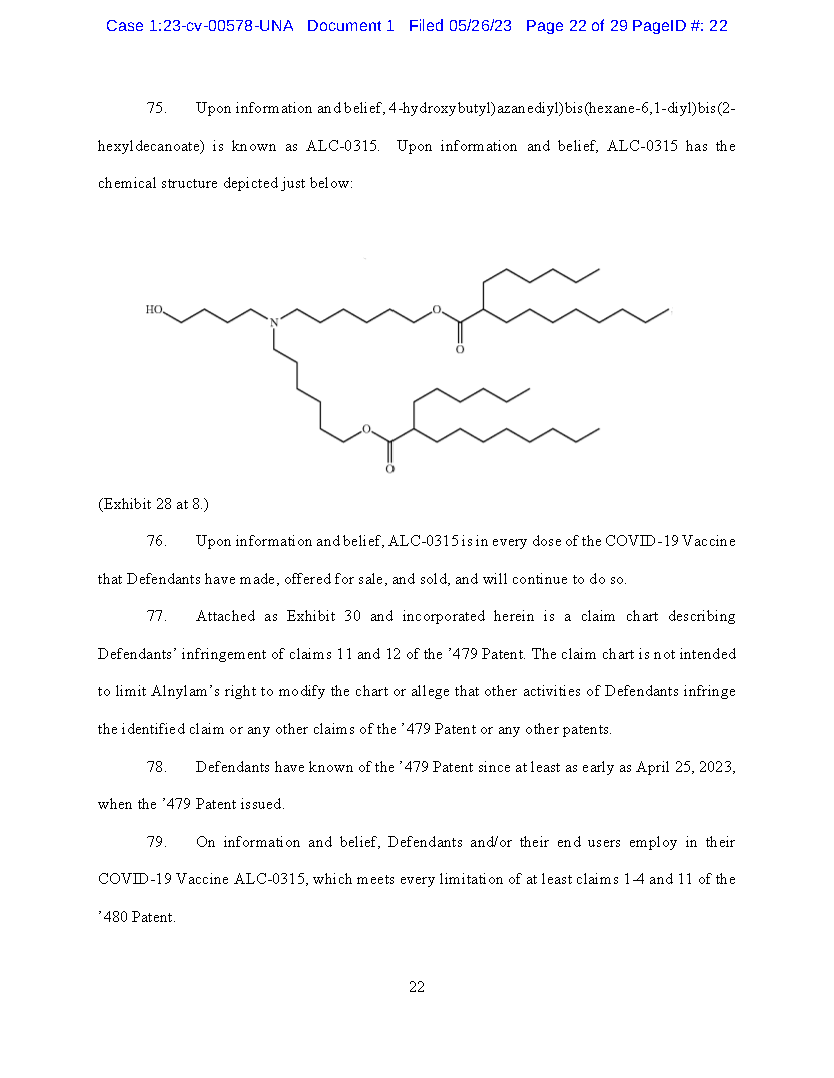 Case 1:23-cv-00578-UNA Document 1 Filed 05/26/23 Page 22 of 29 PageID #: 22
75. Upon information and belief, 4-hydroxybutyl)azanediyl)bis(hexane-6,1-diyl)bis(2-
hexyldecanoate) is known as ALC-0315. Upon information and belief, ALC-0315 has the
chemical structure depicted just below:
HO
N
O
O
O
O
(Exhibit 28 at 8.)
76. Upon information and belief, ALC-0315 is in every dose of the COVID-19 Vaccine
that Defendants have made, offered for sale, and sold, and will continue to do so.
77. Attached as Exhibit 30 and incorporated herein is a claim chart describing
Defendants’ infringement of claims 11 and 12 of the ’479 Patent. The claim chart is not intended
to limit Alnylam’s right to modify the chart or allege that other activities of Defendants infringe
the identified claim or any other claims of the ’479 Patent or any other patents.
78. Defendants have known of the ’479 Patent since at least as early as April 25, 2023,
when the ’479 Patent issued.
79. On information and belief, Defendants and/or their end users employ in their
COVID-19 Vaccine ALC-0315, which meets every limitation of at least claims 1-4 and 11 of the
’480 Patent.
22